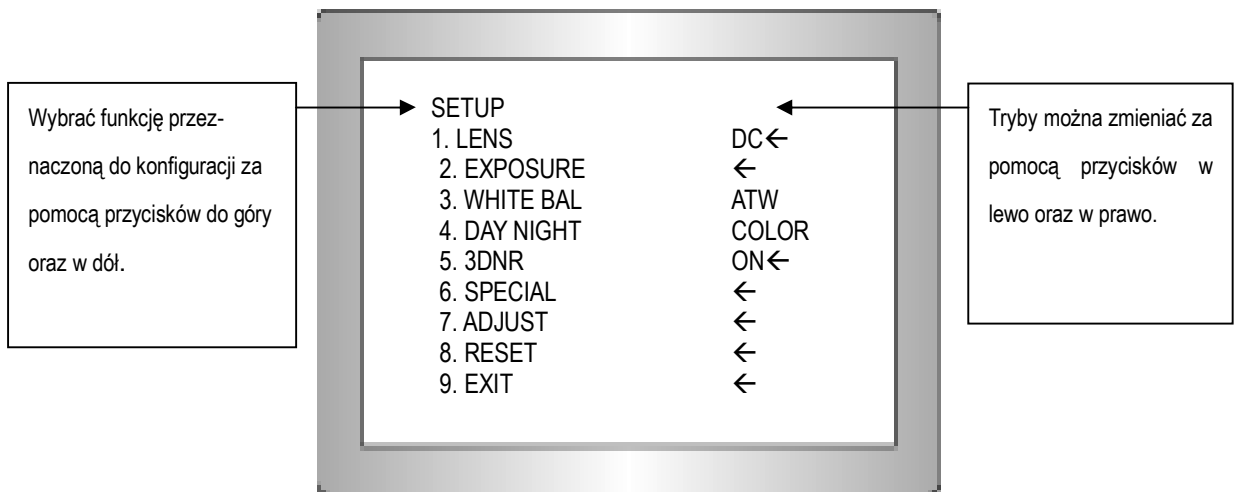 Wybrać funkcję przez-
naczoną do konfiguracji za
pomocą przycisków do góry
oraz w dół.
SETUP
1. LENS DC←
2. EXPOSURE ←
3. WHITE BAL ATW
4. DAY NIGHT COLOR
5. 3DNR ON←
6. SPECIAL ←
7. ADJUST ←
8. RESET ←
9. EXIT ←
Tryby można zmieniać za
pomocą przycisków w
lewo oraz w prawo.